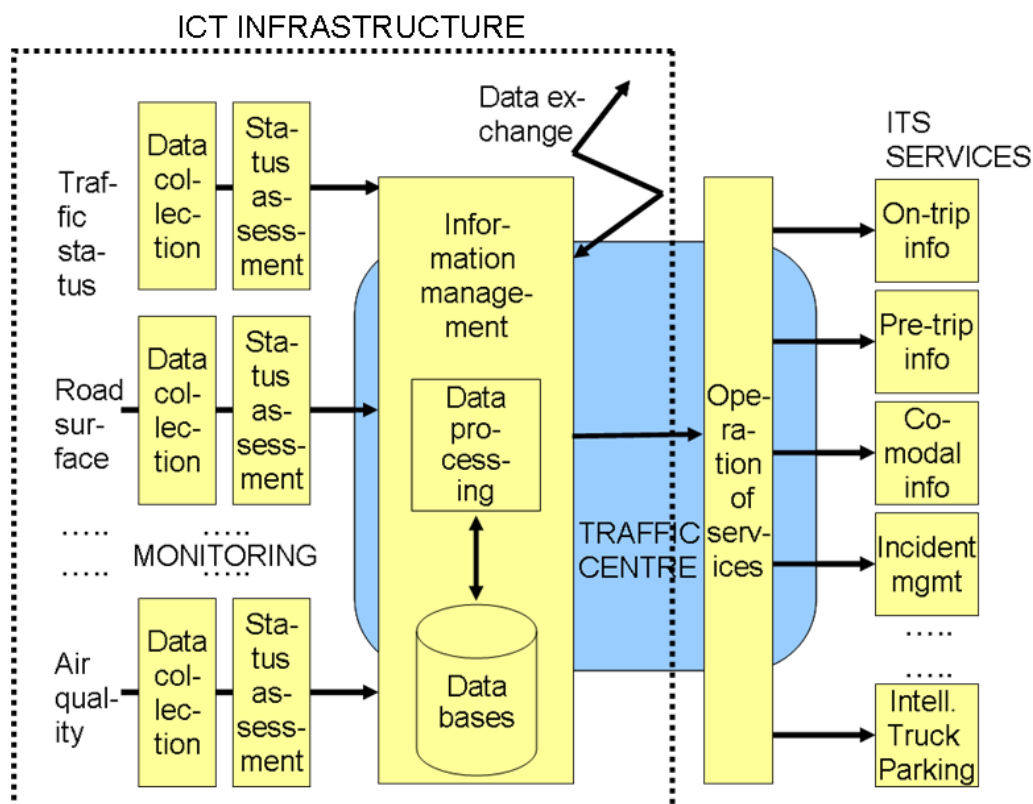 ICT INFRASTRUCTURE
Data ex-
change
ITS
SERVICES
Traf-
fic
sta-
tus
Data
col-
lec-
tion
Sta-
tus
as-
sess-
ment
Infor-
mation
manage-
ment
On-trip
info
Pre-trip
info
Road
sur-
face
Data
col-
lec-
tion
Sta-
tus
as-
sess-
ment
Data
pro-
cess-
ing
Ope-
ra-
tion
of
serv-
ices
Co-
modal
info
.....
.....
.....
MONITORING
.....
TRAFFIC
CENTRE
Incident
mgmt
.....
.....
Air
qual-
ity
Data
col-
lec-
tion
Sta-
tus
as-
sess-
ment
Data
bases
Intell.
Truck
Parking